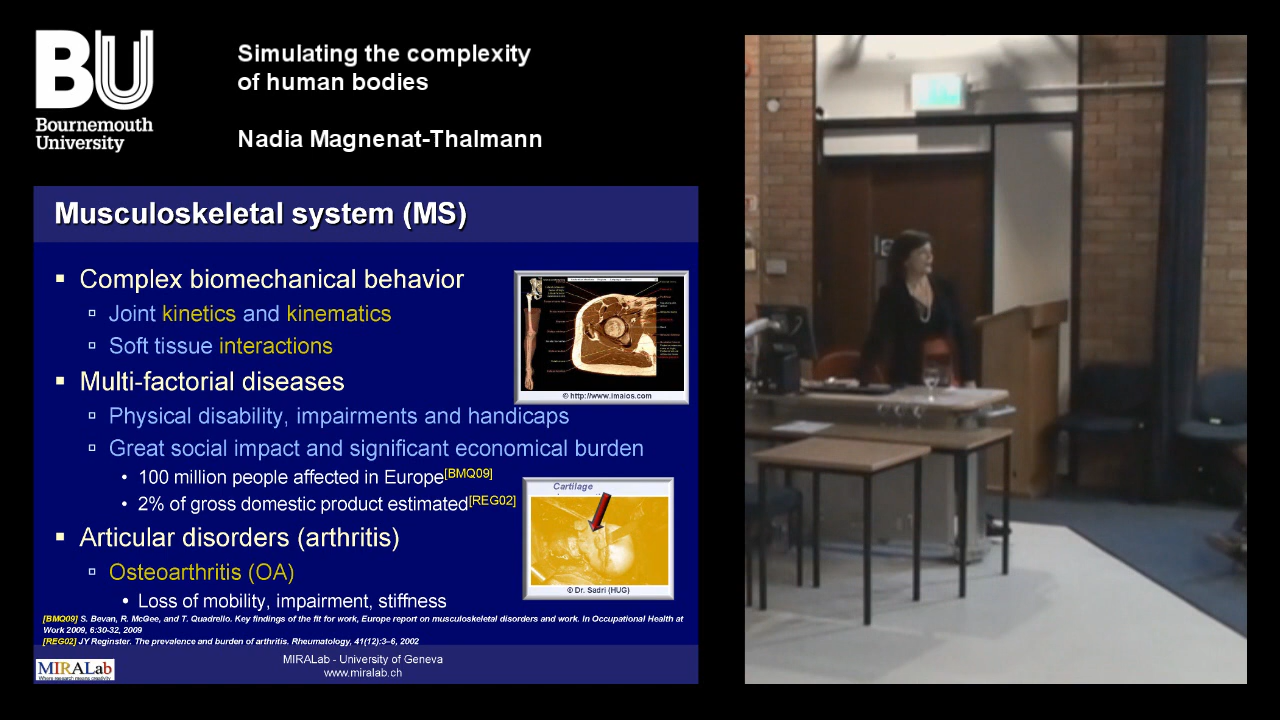 BU
Bournemouth
University
Simulating the complexity
of human bodies
Nadia Magnenat-Thalmann
Musculoskeletal system (MS)
Complex biomechanical behavior
Joint kinetics and kinematics
Soft tissue interactions
© http://www.imaios.com
Multi-factorial diseases
Physical disability, impairments and handicaps
Great social impact and significant economical burden
100 million people affected in Europe[BMQ09]
2% of gross domestic product estimated[REG02]
Cartilage
Articular disorders (arthritis)
Osteoarthritis (OA)
Loss of mobility, impairment, stiffness
© Dr. Sadri (HUG)
[BMQ09] S. Bevan, R. McGee, and T. Quadrello. Key findings of the fit for work, Europe report on musculoskeletal disorders and work. In Occupational Health at
Work 2009, 6:30-32, 2009
[REG02] JY Reginster. The prevalence and burden of arthritis. Rheumatology, 41(12):3–6, 2002
MIRALab
MIRALab - University of Geneva
www.miralab.ch